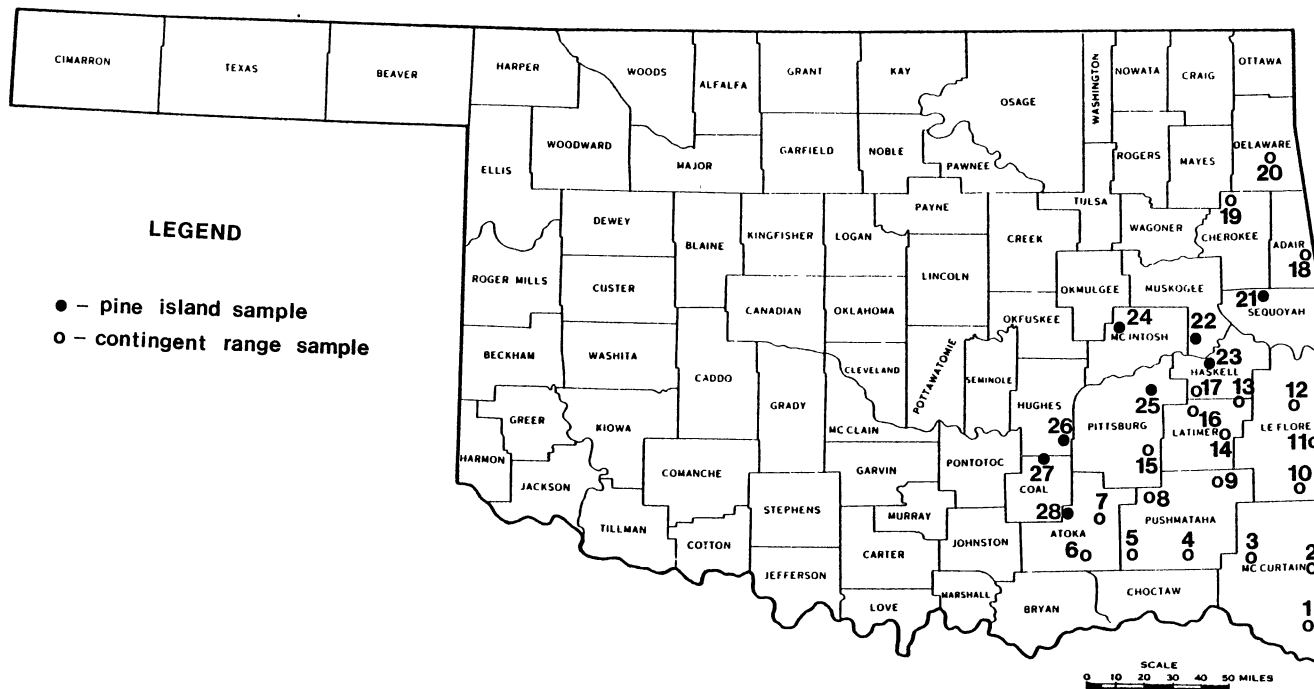 CIMARRON
TEXAS
BEAVER
HARPER
WOODS
ALFALFA
GRANT
KAY
OSAGE
WASHINGTON
NOWATA
CRAIG
OTTAWA
ELLIS
WOODWARD
MAJOR
GARFIELD
NOBLE
PAWNEE
ROGERS
MAYES
DELAWARE
20
LEGEND
● – pine island sample
o – contingent range sample
ROGER MILLS
DEWEY
BLAINE
KINGFISHER
LOGAN
PAYNE
CREEK
TULSA
WAGONER
19
CHEROKEE
ADAIR
18
CUSTER
CANADIAN
OKLAHOMA
LINCOLN
OKFUSKEE
OKMULGEE
MUSKOGEE
21
SEQUOYAH
24
MC INTOSH
22
23
HASKELL
BECKHAM
WASHITA
CADDO
GRADY
CLEVELAND
POTTAWATOMIE
SEMINOLE
HUGHES
25
17
13
12
GREER
KIOWA
MC CLAIN
26
PITTSBURG
16
LATIMER
LE FLORE
11
HARMON
JACKSON
COMANCHE
GARVIN
PONTOTOC
27
15
14
10
COAL
9
TILLMAN
COTTON
STEPHENS
MURRAY
28
7
8
PUSHMATAHA
JOHNSTON
ATOKA
6
5
4
3
2
MC CURTAIN
JEFFERSON
CARTER
LOVE
MARSHALL
BRYAN
CHOCTAW
1
SCALE
0 10 20 30 40 50 MILES